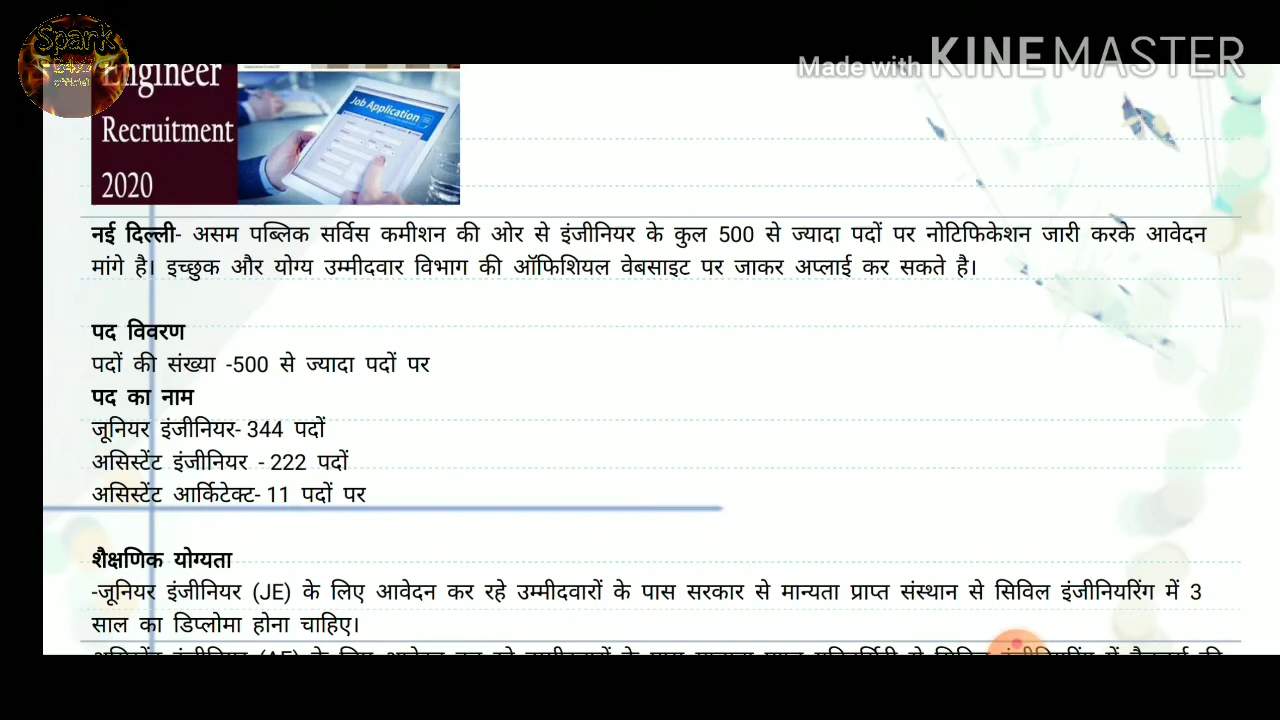 Spark
24x7
Made with KINEMASTER
Engineer
Recruitment
2020
Job Application
नई दिल्ली- असम पब्लिक सर्विस कमीशन की ओर से इंजीनियर के कुल 500 से ज्यादा पदों पर नोटिफिकेशन जारी करके आवेदन
मांगे है। इच्छुक और योग्य उम्मीदवार विभाग की ऑफिशियल वेबसाइट पर जाकर अप्लाई कर सकते है।
पद विवरण
पदों की संख्या -500 से ज्यादा पदों पर
पद का नाम
जूनियर इंजीनियर- 344 पदों
असिस्टेंट इंजीनियर - 222 पदों
असिस्टेंट आर्किटेक्ट- 11 पदों पर
शैक्षणिक योग्यता
-जूनियर इंजीनियर (JE) के लिए आवेदन कर रहे उम्मीदवारों के पास सरकार से मान्यता प्राप्त संस्थान से सिविल इंजीनियरिंग में 3
साल का डिप्लोमा होना चाहिए।